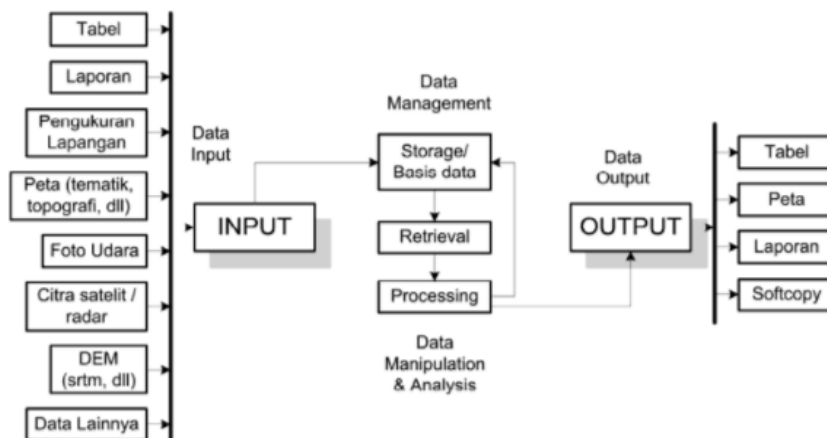 Tabel
Laporan
Pengukuran
Lapangan
Peta (tematik,
topografi, dll)
Foto Udara
Citra satelit /
radar
DEM
(srtm, dll)
Data Lainnya
Data
Input
INPUT
Data
Management
Storage/
Basis data
Retrieval
Processing
Data
Manipulation
& Analysis
Data
Output
OUTPUT
Tabel
Peta
Laporan
Softcopy